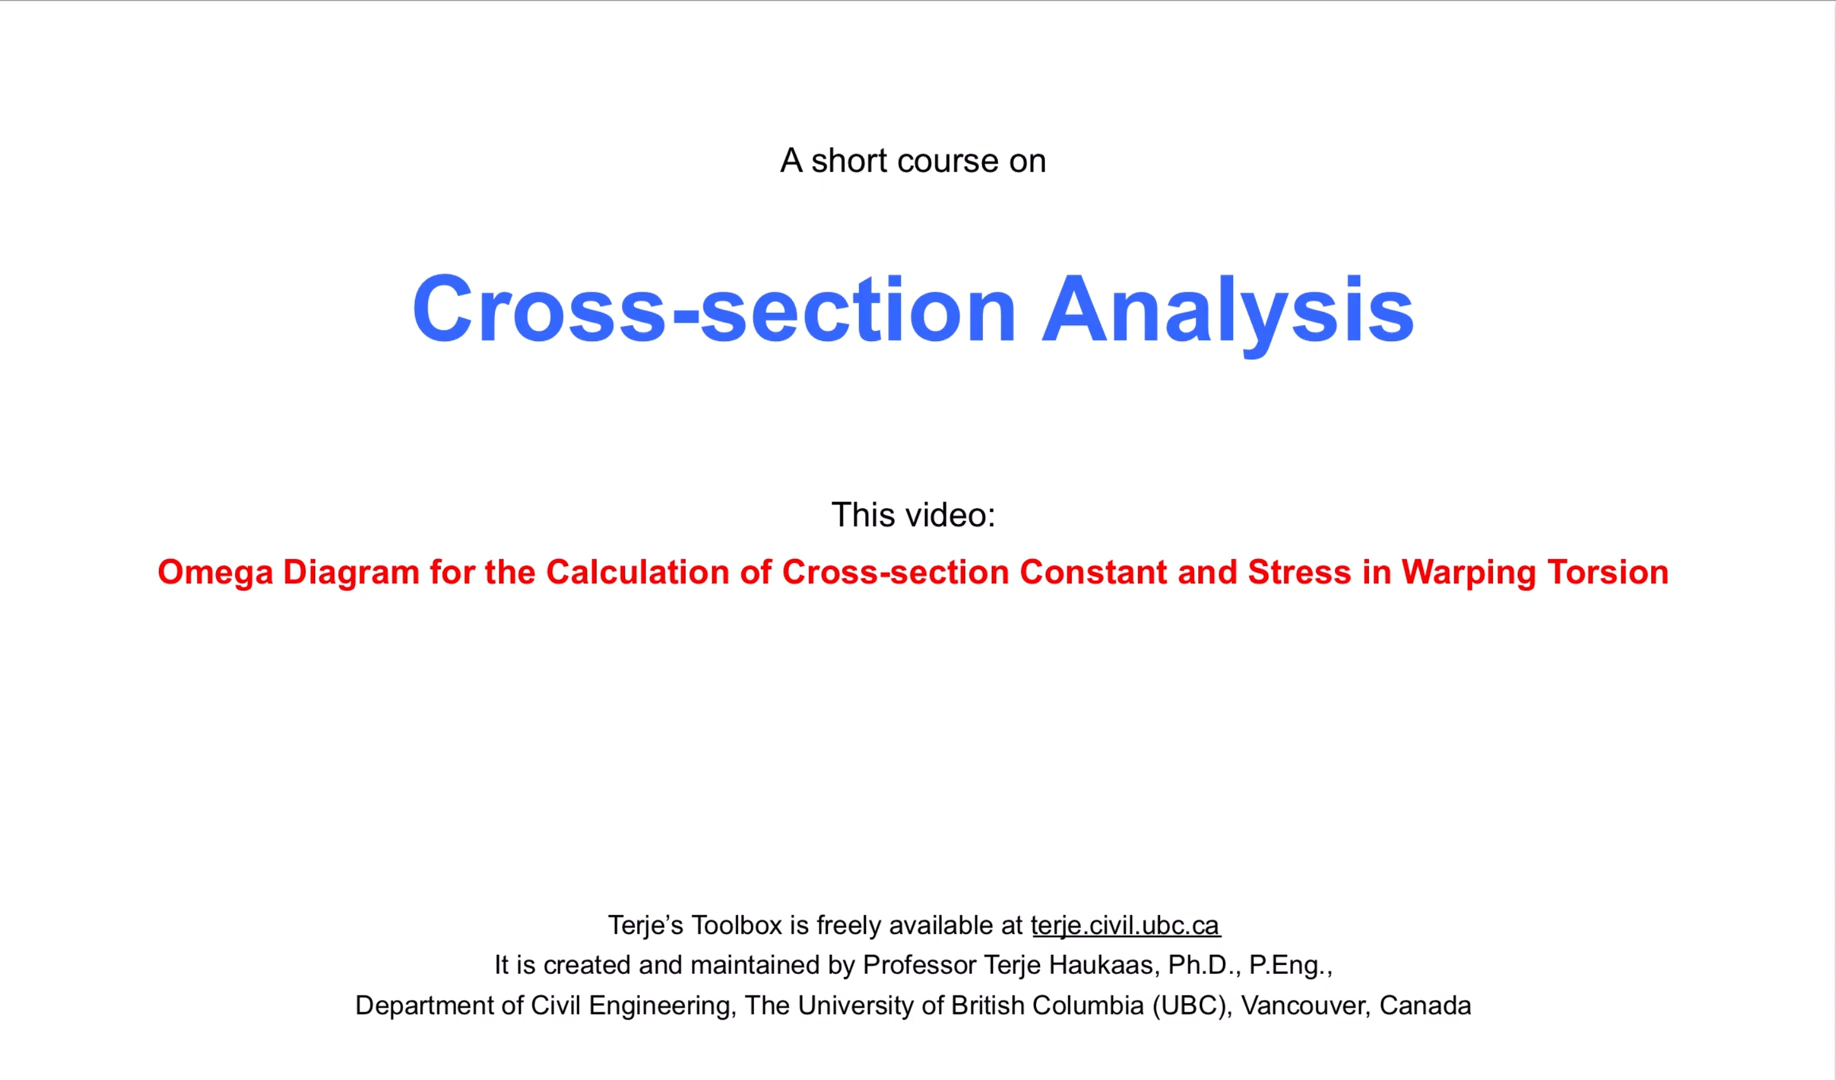 A short course on
Cross-section Analysis
This video:
Omega Diagram for the Calculation of Cross-section Constant and Stress in Warping Torsion
Terje’s Toolbox is freely available at terje.civil.ubc.ca
It is created and maintained by Professor Terje Haukaas, Ph.D., P.Eng.,
Department of Civil Engineering, The University of British Columbia (UBC), Vancouver, Canada